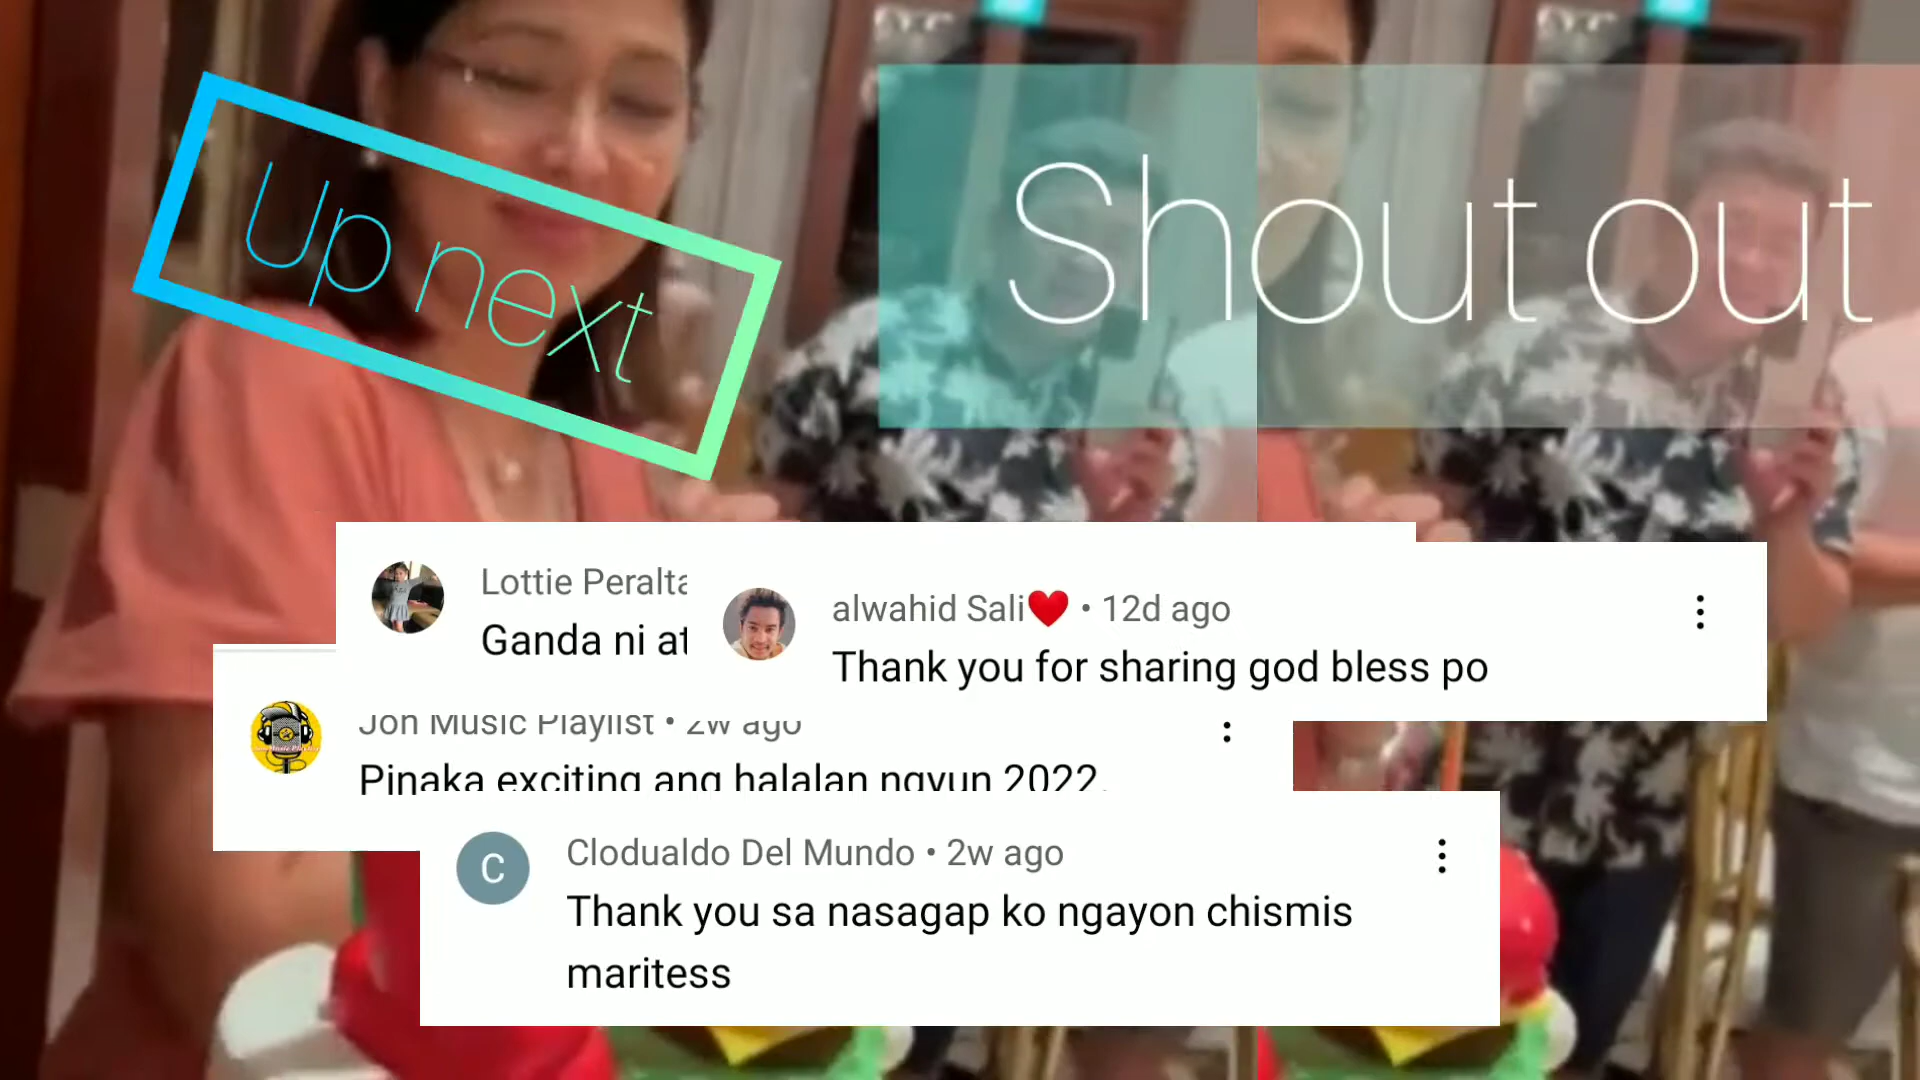 Up next
Shout out
Lottie Peralta
Ganda ni at
alwahid Sali❤ • 12d ago
Thank you for sharing god bless po
Jon Music Playlist • 2w ago
Pinaka exciting ang halalan ngyun 2022.
C
Clodualdo Del Mundo • 2w ago
Thank you sa nasagap ko ngayon chismis
maritess